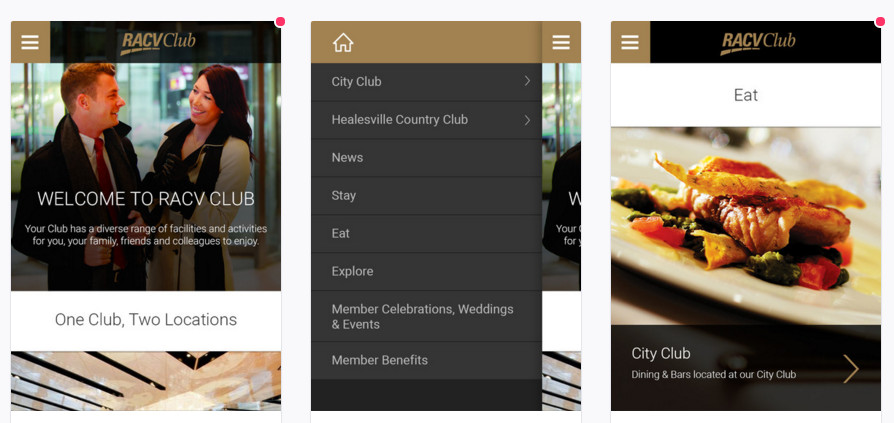 RACV Club
WELCOME TO RACV CLUB
Your Club has a diverse range of facilities and activities
for you, your family, friends and colleagues to enjoy.
One Club, Two Locations
City Club
Healesville Country Club
News
Stay
Eat
Explore
Member Celebrations, Weddings
& Events
Member Benefits
W
Your C
for y
RACV Club
Eat
City Club
Dining & Bars located at our City Club